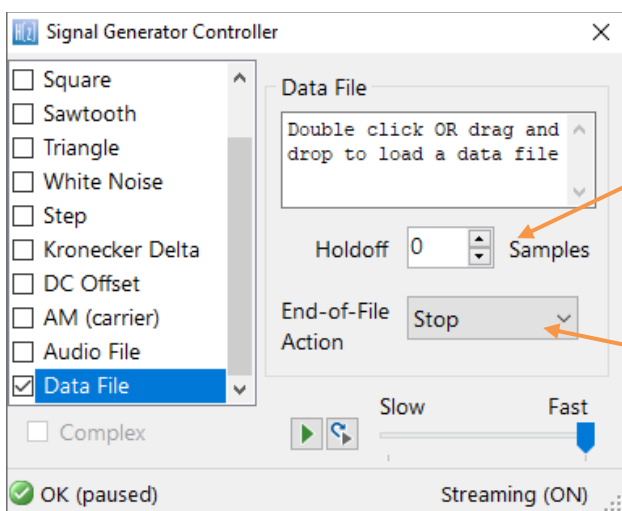 H(z) Signal Generator Controller
Square
Sawtooth
Triangle
White Noise
Step
Kronecker Delta
DC Offset
AM (carrier)
Audio File
Data File
Complex
Data File
Double click OR drag and
drop to load a data file
Holdoff 0 Samples
End-of-File
Action
Stop
Slow Fast
OK (paused) Streaming (ON)